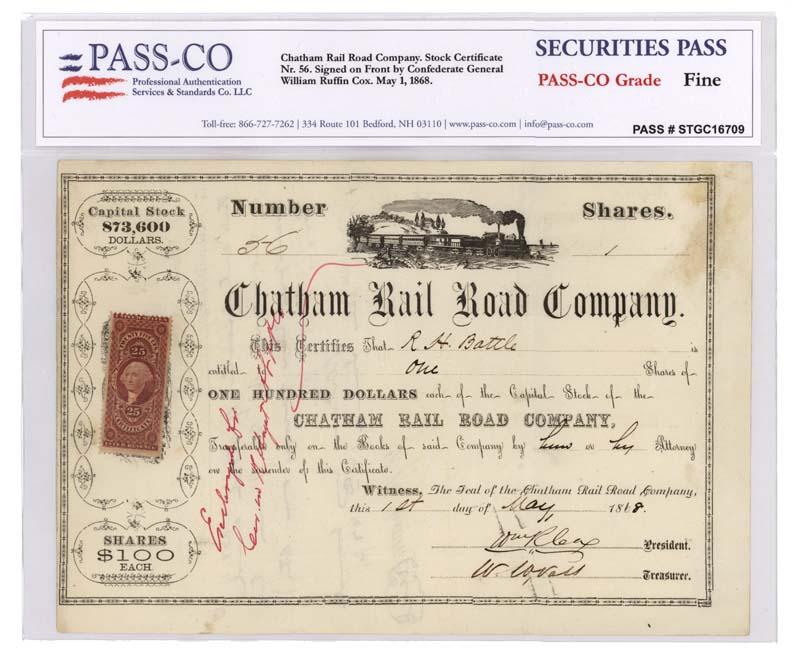 PASS-CO
Professional Authentication
Services & Standards Co. LLC
Chatham Rail Road Company. Stock Certificate
Nr. 56. Signed on Front by Confederate General
William Ruffin Cox. May 1, 1868.
SECURITIES PASS
PASS-CO Grade Fine
Toll-free: 866-727-7262 | 334 Route 101 Bedford, NH 03110 | www.pass-co.com | info@pass-co.com
PASS # STGC16709
Capital Stock
$73,600
DOLLARS.
Number
56
Shares.
1
Chatham Rail Road Company.
This Certifies That R H. Battle is
entitled to One Shares of
ONE HUNDRED DOLLARS each of the Capital Stock of the
CHATHAM RAIL ROAD COMPANY,
Transferable only on the Books of said Company by him or his Attorney
on the Surrender of this Certificate.
Witness, The Seal of the Chatham Rail Road Company,
this 1st day of May, 1868.
Wm R Cox President.
W. W. Treasurer.
25
25
CERTIFICATE
SHARES
$100
EACH
Exchanged for